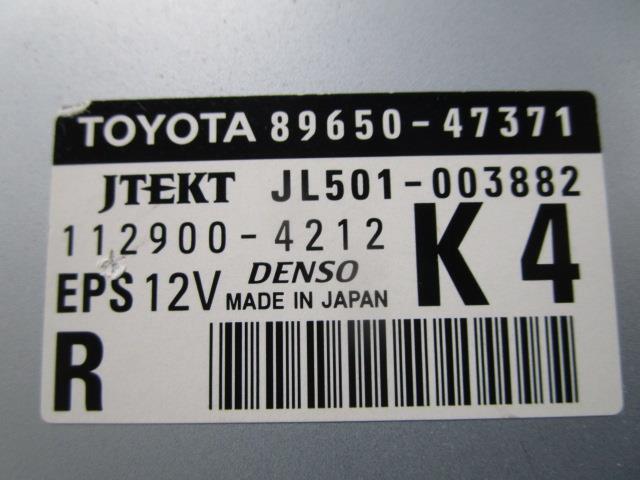 TOYOTA 89650-47371
JTEKT JL501-003882
112900-4212
K4
EPS 12V DENSO
MADE IN JAPAN
R